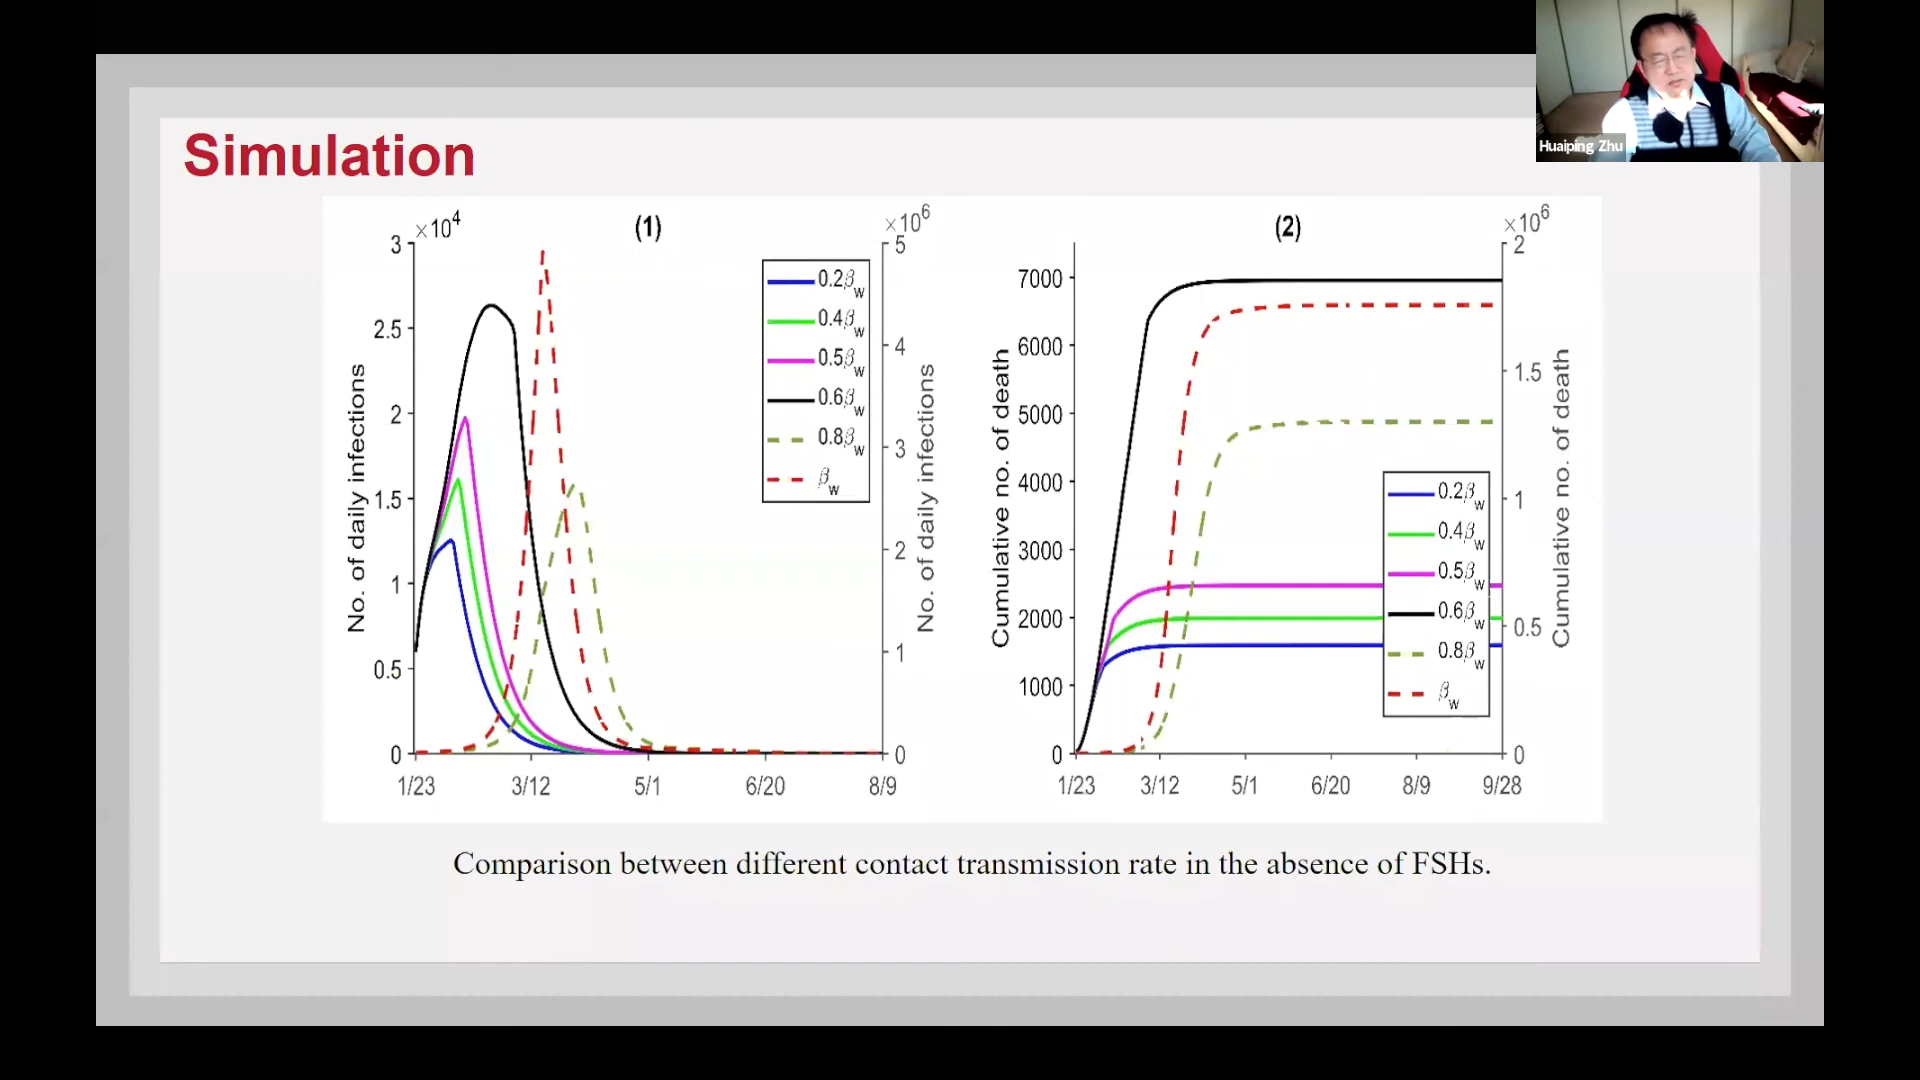 Huaiping Zhu
Simulation
(1)
×10^4
×10^6
3
2.5
2
1.5
1
0.5
0
No. of daily infections
5
4
3
2
1
0
No. of daily infections
1/23 3/12 5/1 6/20 8/9
0.2β_w
0.4β_w
0.5β_w
0.6β_w
0.8β_w
β_w
(2)
×10^6
7000
6000
5000
4000
3000
2000
1000
0
Cumulative no. of death
2
1.5
1
0.5
0
Cumulative no. of death
1/23 3/12 5/1 6/20 8/9 9/28
0.2β_w
0.4β_w
0.5β_w
0.6β_w
0.8β_w
β_w
Comparison between different contact transmission rate in the absence of FSHs.